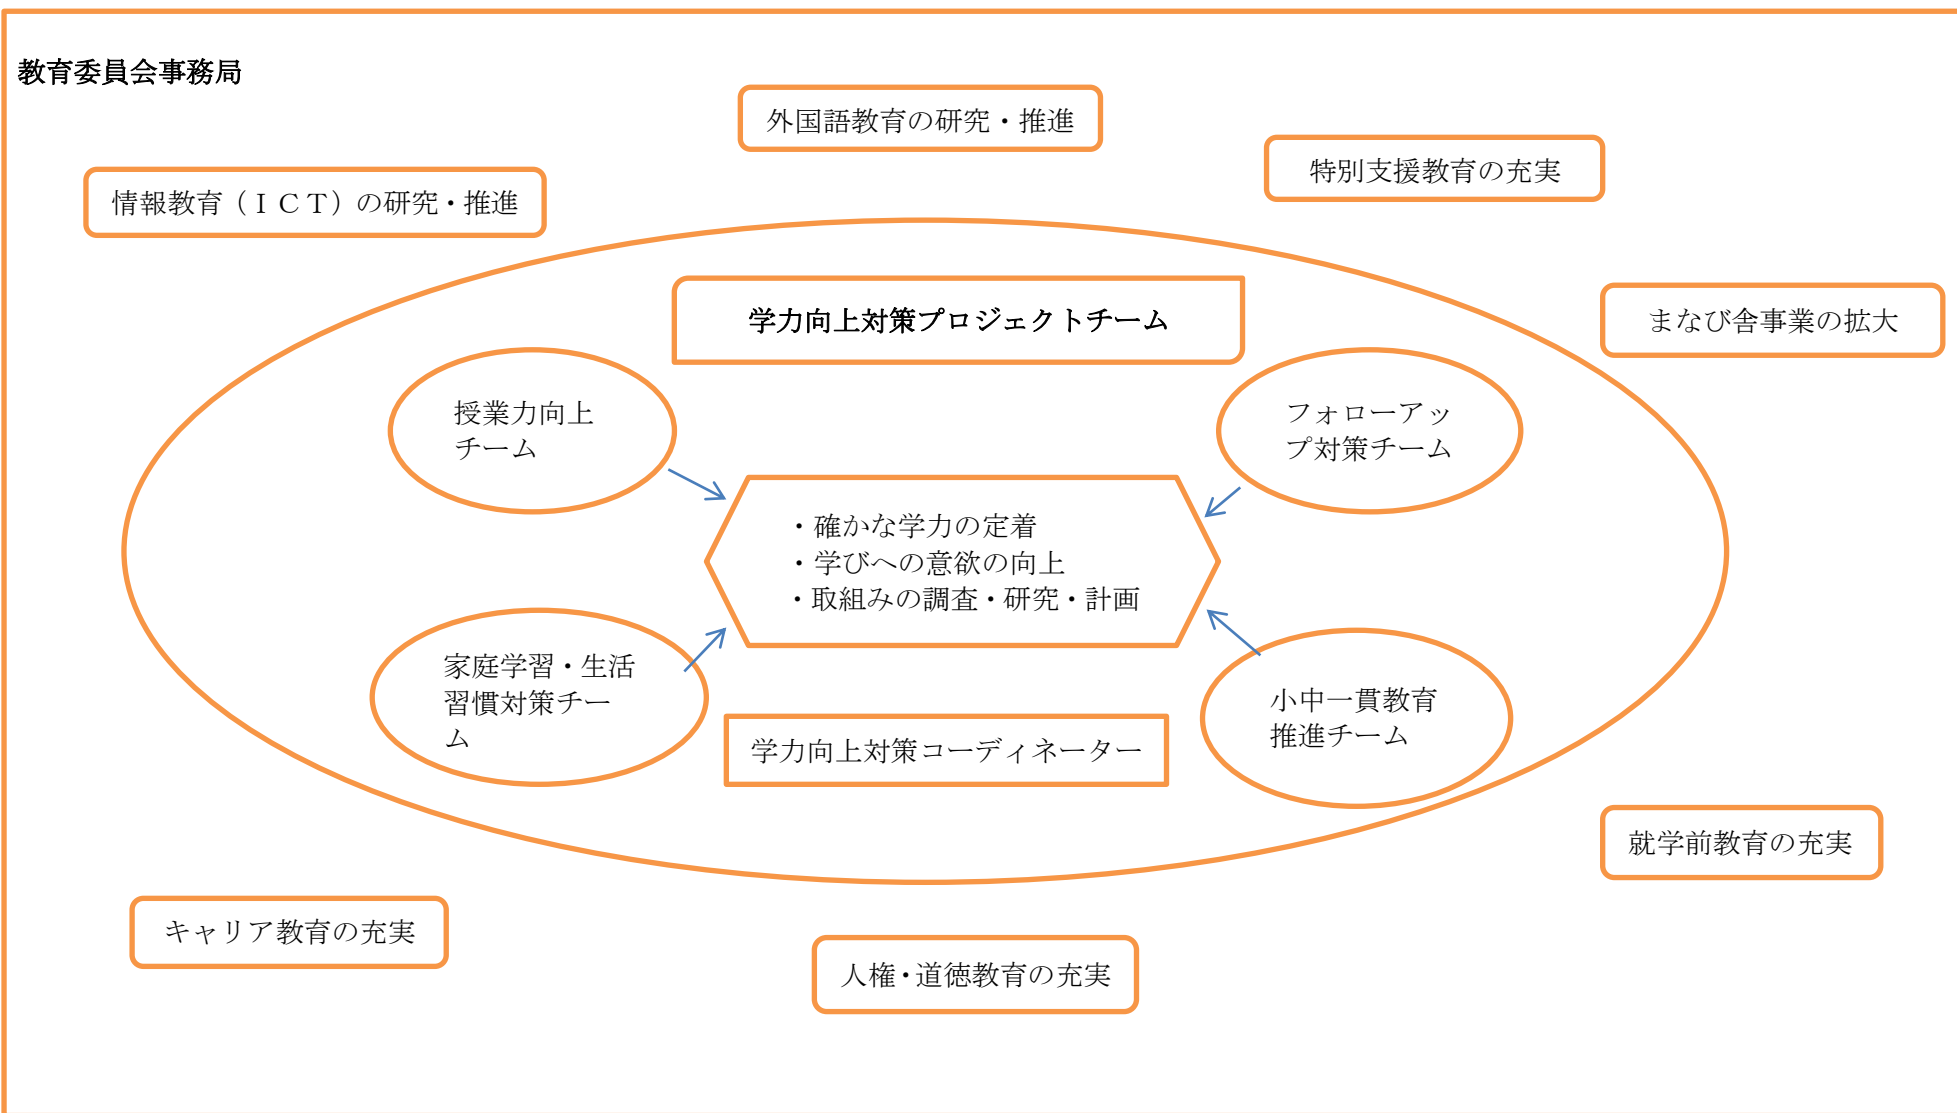 教育委員会事務局
外国語教育の研究・推進
特別支援教育の充実
情報教育（ＩＣＴ）の研究・推進
学力向上対策プロジェクトチーム
まなび舎事業の拡大
授業力向上
チーム
フォローアッ
プ対策チーム
・確かな学力の定着
・学びへの意欲の向上
・取組みの調査・研究・計画
家庭学習・生活
習慣対策チー
ム
小中一貫教育
推進チーム
学力向上対策コーディネーター
就学前教育の充実
キャリア教育の充実
人権・道徳教育の充実